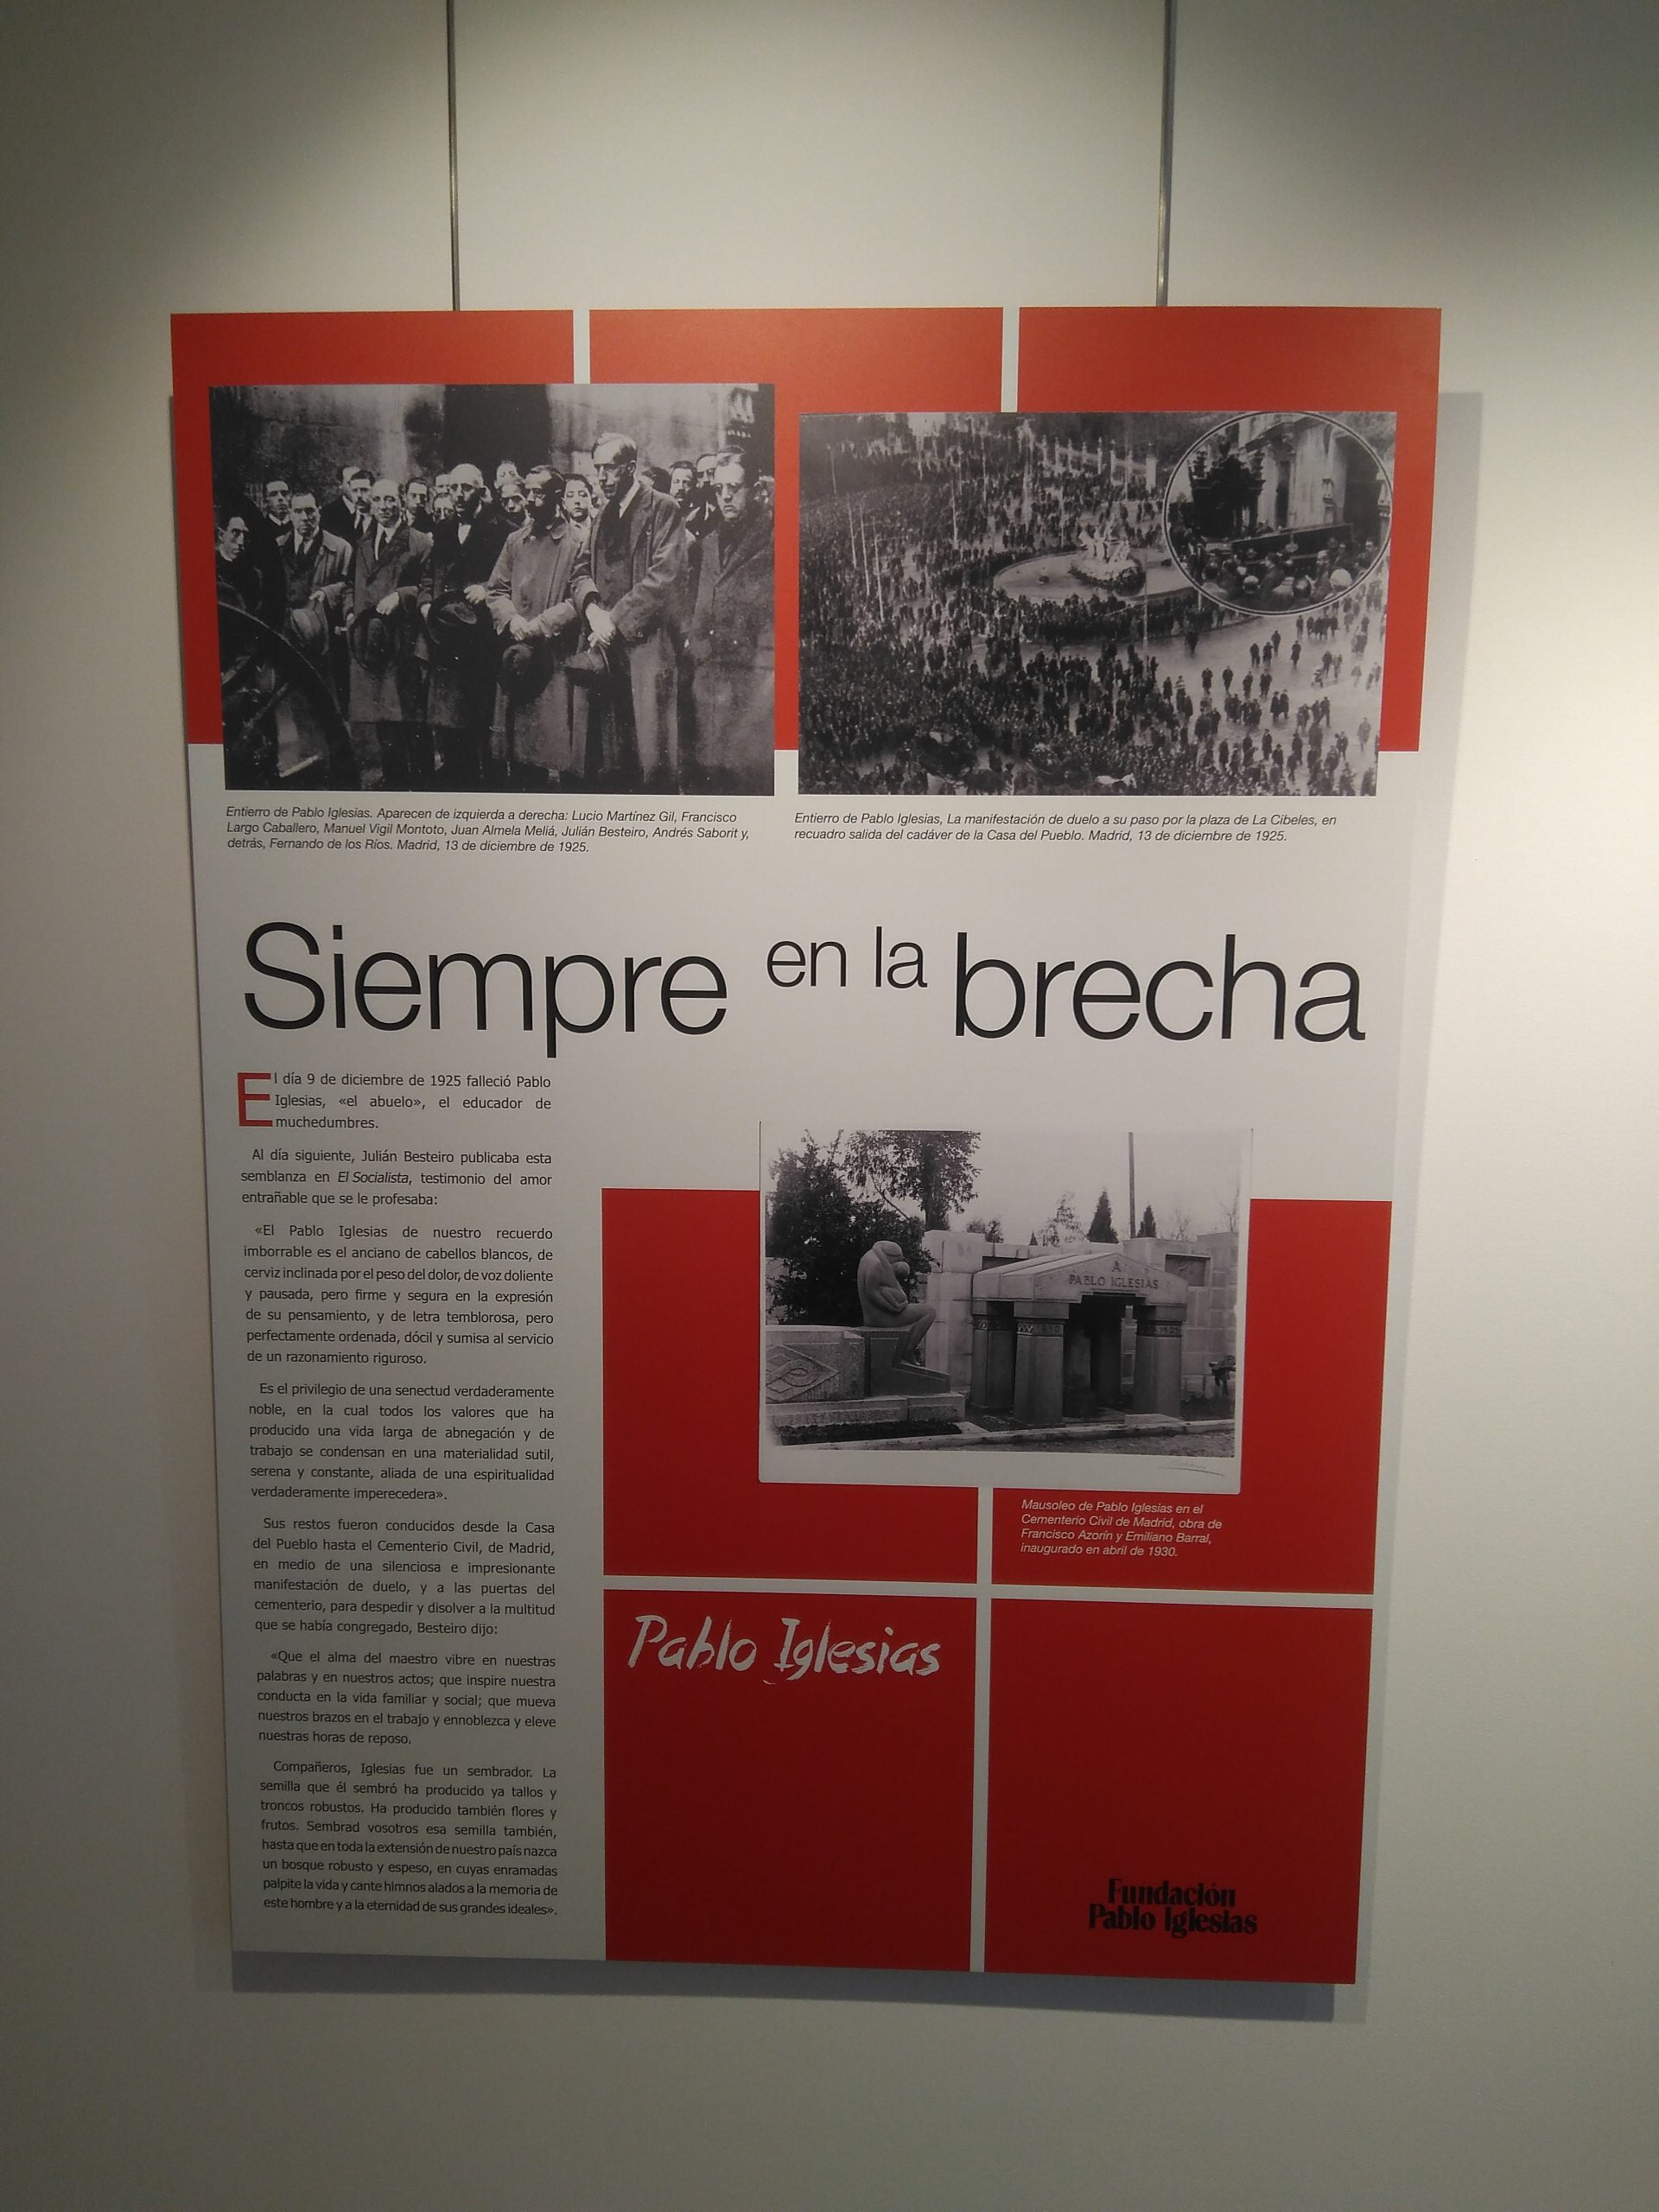 Entierro de Pablo Iglesias. Aparecen de izquierda a derecha: Lucio Martínez Gil, Francisco
Largo Caballero, Manuel Vigil Montoto, Juan Almela Meliá, Julián Besteiro, Andrés Saborit y,
detrás, Fernando de los Ríos. Madrid, 13 de diciembre de 1925.
Entierro de Pablo Iglesias, La manifestación de duelo a su paso por la plaza de La Cibeles, en
recuadro salida del cadáver de la Casa del Pueblo. Madrid, 13 de diciembre de 1925.
Siempre en la brecha
El día 9 de diciembre de 1925 falleció Pablo
Iglesias, «el abuelo», el educador de
muchedumbres.
Al día siguiente, Julián Besteiro publicaba esta
semblanza en El Socialista, testimonio del amor
entrañable que se le profesaba:
«El Pablo Iglesias de nuestro recuerdo
imborrable es el anciano de cabellos blancos, de
cerviz inclinada por el peso del dolor, de voz doliente
y pausada, pero firme y segura en la expresión
de su pensamiento, y de letra temblorosa, pero
perfectamente ordenada, dócil y sumisa al servicio
de un razonamiento riguroso.
Es el privilegio de una senectud verdaderamente
noble, en la cual todos los valores que ha
producido una vida larga de abnegación y de
trabajo se condensan en una materialidad sutil,
serena y constante, aliada de una espiritualidad
verdaderamente imperecedera».
Sus restos fueron conducidos desde la Casa
del Pueblo hasta el Cementerio Civil, de Madrid,
en medio de una silenciosa e impresionante
manifestación de duelo, y a las puertas del
cementerio, para despedir y disolver a la multitud
que se había congregado, Besteiro dijo:
«Que el alma del maestro vibre en nuestras
palabras y en nuestros actos; que inspire nuestra
conducta en la vida familiar y social; que mueva
nuestros brazos en el trabajo y ennoblezca y eleve
nuestras horas de reposo.
Compañeros, Iglesias fue un sembrador. La
semilla que él sembró ha producido ya tallos y
troncos robustos. Ha producido también flores y
frutos. Sembrad vosotros esa semilla también,
hasta que en toda la extensión de nuestro país nazca
un bosque robusto y espeso, en cuyas enramadas
palpite la vida y cante himnos alados a la memoria de
este hombre y a la eternidad de sus grandes ideales».
A
PABLO IGLESIAS
Mausoleo de Pablo Iglesias en el
Cementerio Civil de Madrid, obra de
Francisco Azorín y Emiliano Barral,
inaugurado en abril de 1930.
Pablo Iglesias
Fundación
Pablo Iglesias